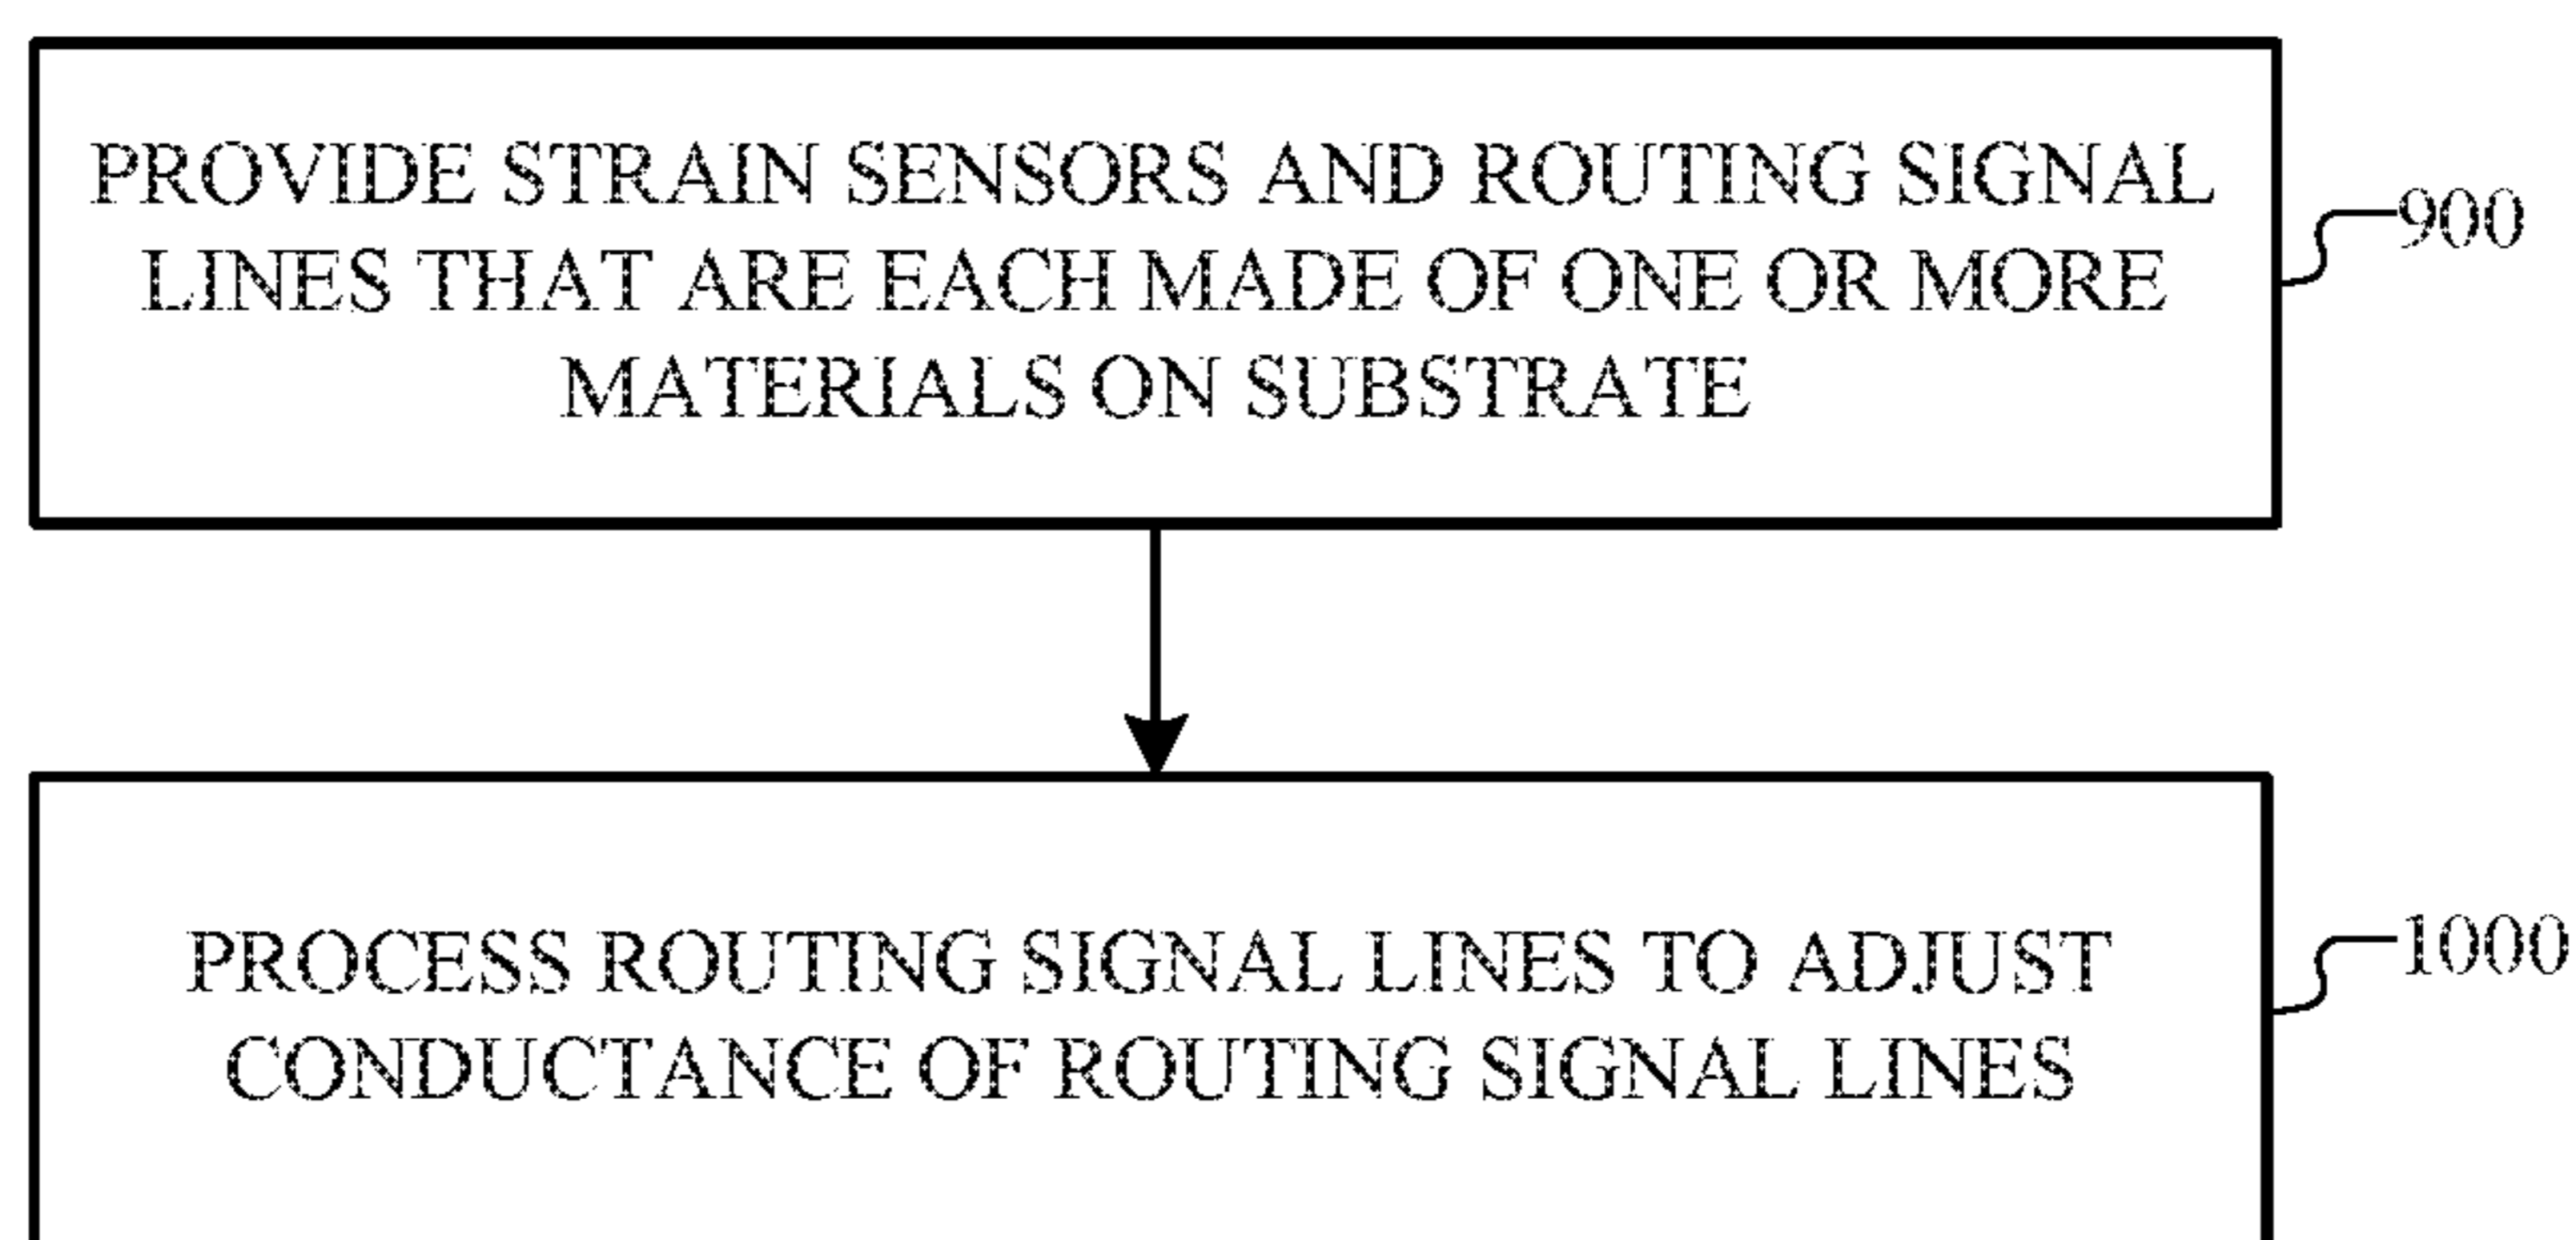 PROVIDE STRAIN SENSORS AND ROUTING SIGNAL
LINES THAT ARE EACH MADE OF ONE OR MORE
MATERIALS ON SUBSTRATE
900
PROCESS ROUTING SIGNAL LINES TO ADJUST
CONDUCTANCE OF ROUTING SIGNAL LINES
1000